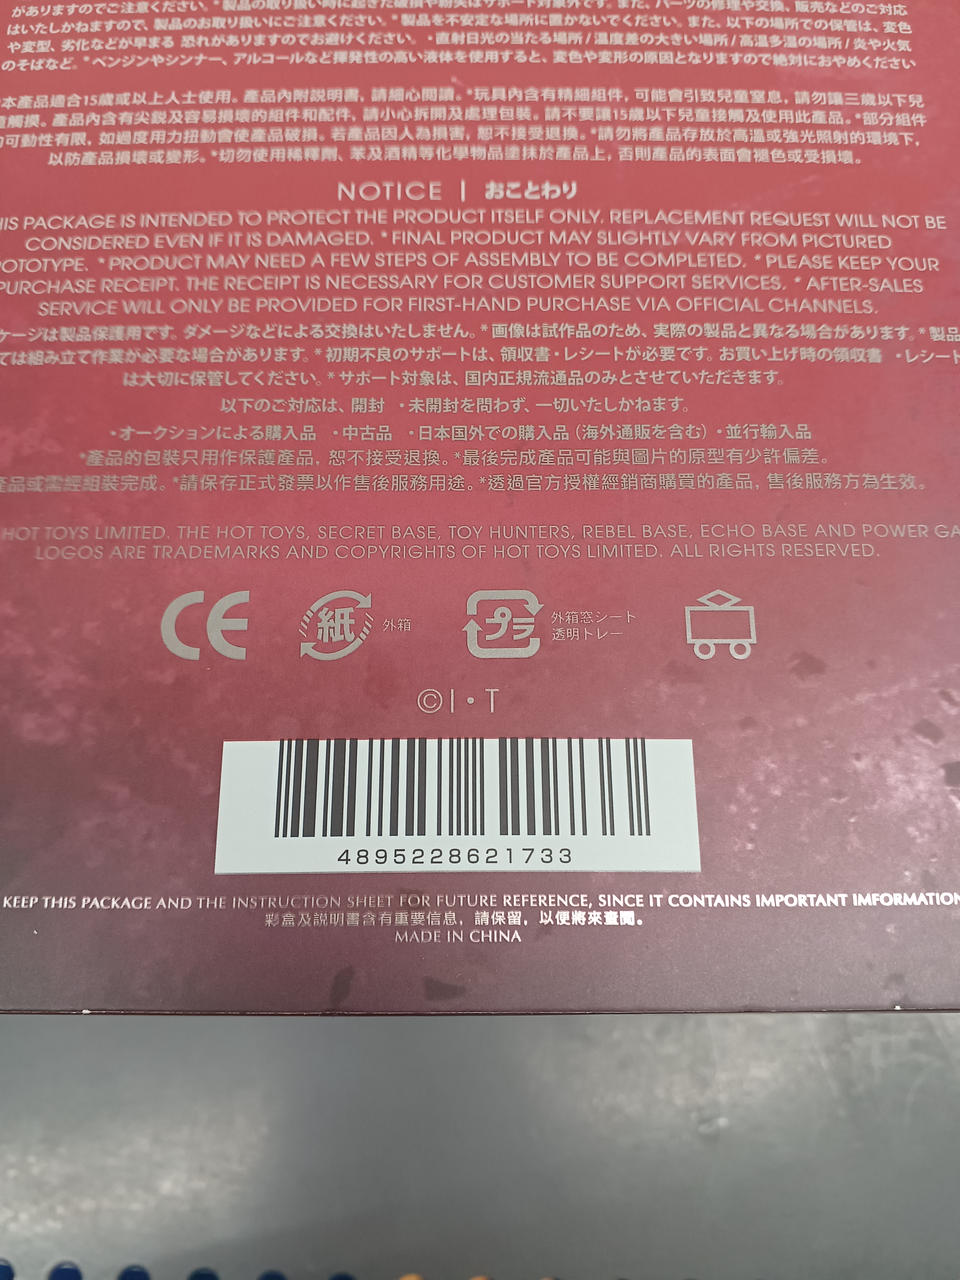 がありますのでご注意ください。*製品の取り扱い時に起きた破損や紛失はサポート対象外です。また、パーツの修理や交換、販売などのご対応
はいたしかねますので、製品のお取り扱いにご注意ください。*製品を不安定な場所に置かないでください。また、以下の場所での保管は、変色
や変型、劣化などが早まる 恐れがありますのでお避けください。・直射日光の当たる場所/温度差の大きい場所/高温多湿の場所/炎や火気
のそばなど。*ベンジンやシンナー、アルコールなど揮発性の高い液体を使用すると、変色や変形の原因となりますので絶対におやめください
本產品適合15歲或以上人士使用。產品內附說明書，請細心閱讀。*玩具內含有精細組件，可能會引致兒童窒息，請勿讓三歲以下兒
觸摸。產品內含有尖銳及容易損壞的組件和配件，請小心拆開及處理包裝。請不要讓15歲以下兒童接觸及使用此產品。*部分組件
可動性有限，如過度用力扭動會使產品破損。若產品因人為損害，恕不接受退換。*請勿將產品存放於高溫或強光照射的環境下，
以防產品損壞或變形。*切勿使用稀釋劑、苯及酒精等化學物品塗抹於產品上，否則產品的表面會褪色或受損壞。
NOTICE | おことわり
HIS PACKAGE IS INTENDED TO PROTECT THE PRODUCT ITSELF ONLY. REPLACEMENT REQUEST WILL NOT BE
CONSIDERED EVEN IF IT IS DAMAGED. *FINAL PRODUCT MAY SLIGHTLY VARY FROM PICTURED
OTOTYPE. *PRODUCT MAY NEED A FEW STEPS OF ASSEMBLY TO BE COMPLETED. *PLEASE KEEP YOUR
PURCHASE RECEIPT. THE RECEIPT IS NECESSARY FOR CUSTOMER SUPPORT SERVICES. *AFTER-SALES
SERVICE WILL ONLY BE PROVIDED FOR FIRST-HAND PURCHASE VIA OFFICIAL CHANNELS.
ケージは製品保護用です。ダメージなどによる交換はいたしません。*画像は試作品のため、実際の製品と異なる場合があります。*製品
ては組み立て作業が必要な場合があります。*初期不良のサポートは、領収書・レシートが必要です。お買い上げ時の領収書 ・レシート
は大切に保管してください。*サポート対象は、国内正規流通品のみとさせていただきます。
以下のご対応は、開封 ・未開封を問わず、一切いたしかねます。
・オークションによる購入品 ・中古品 ・日本国外での購入品（海外通販を含む）・並行輸入品
*產品的包裝只用作保護產品，恕不接受退換。*最後完成產品可能與圖片的原型有少許偏差。
產品或需經組裝完成。*請保存正式發票以作售後服務用途。*透過官方授權經銷商購買的產品，售後服務方為生效。
HOT TOYS LIMITED. THE HOT TOYS, SECRET BASE, TOY HUNTERS, REBEL BASE, ECHO BASE AND POWER GA
LOGOS ARE TRADEMARKS AND COPYRIGHTS OF HOT TOYS LIMITED. ALL RIGHTS RESERVED.
CE 紙 外箱 プラ 外箱窓シート
透明トレー
©I・T
4895228621733
KEEP THIS PACKAGE AND THE INSTRUCTION SHEET FOR FUTURE REFERENCE, SINCE IT CONTAINS IMPORTANT IMFORMATION
彩盒及說明書含有重要信息，請保留，以便將來查閱。
MADE IN CHINA